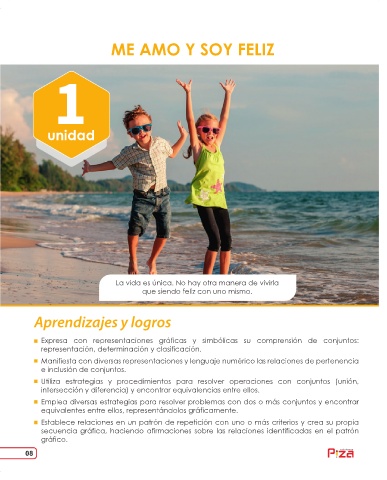 ME AMO Y SOY FELIZ
1
unidad
La vida es única. No hay otra manera de vivirla
que siendo feliz con uno mismo.
Aprendizajes y logros
Expresa con representaciones gráficas y simbólicas su comprensión de conjuntos:
representación, determinación y clasificación.
Manifiesta con diversas representaciones y lenguaje numérico las relaciones de pertenencia
e inclusión de conjuntos.
Utiliza estrategias y procedimientos para resolver operaciones con conjuntos (unión,
intersección y diferencia) y encontrar equivalencias entre ellos.
Emplea diversas estrategias para resolver problemas con dos o más conjuntos y encontrar
equivalentes entre ellos, representándolos gráficamente.
Establece relaciones en un patrón de repetición con uno o más criterios y crea su propia
secuencia gráfica, haciendo afirmaciones sobre las relaciones identificadas en el patrón
gráfico.
08
Piza